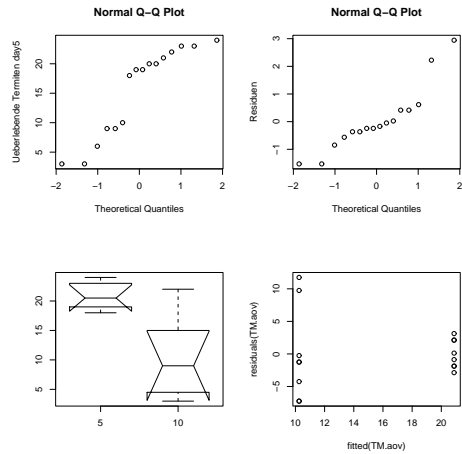 Normal Q−Q Plot
Ueberlebende Termiten day5
5 10 20
−2 −1 0 1 2
Theoretical Quantiles
Normal Q−Q Plot
Residuen
−1 0 1 2 3
−2 −1 0 1 2
Theoretical Quantiles
5 10 15 20
5 10
residuals(TM.aov)
−5 0 5 10
10 12 14 16 18 20
fitted(TM.aov)